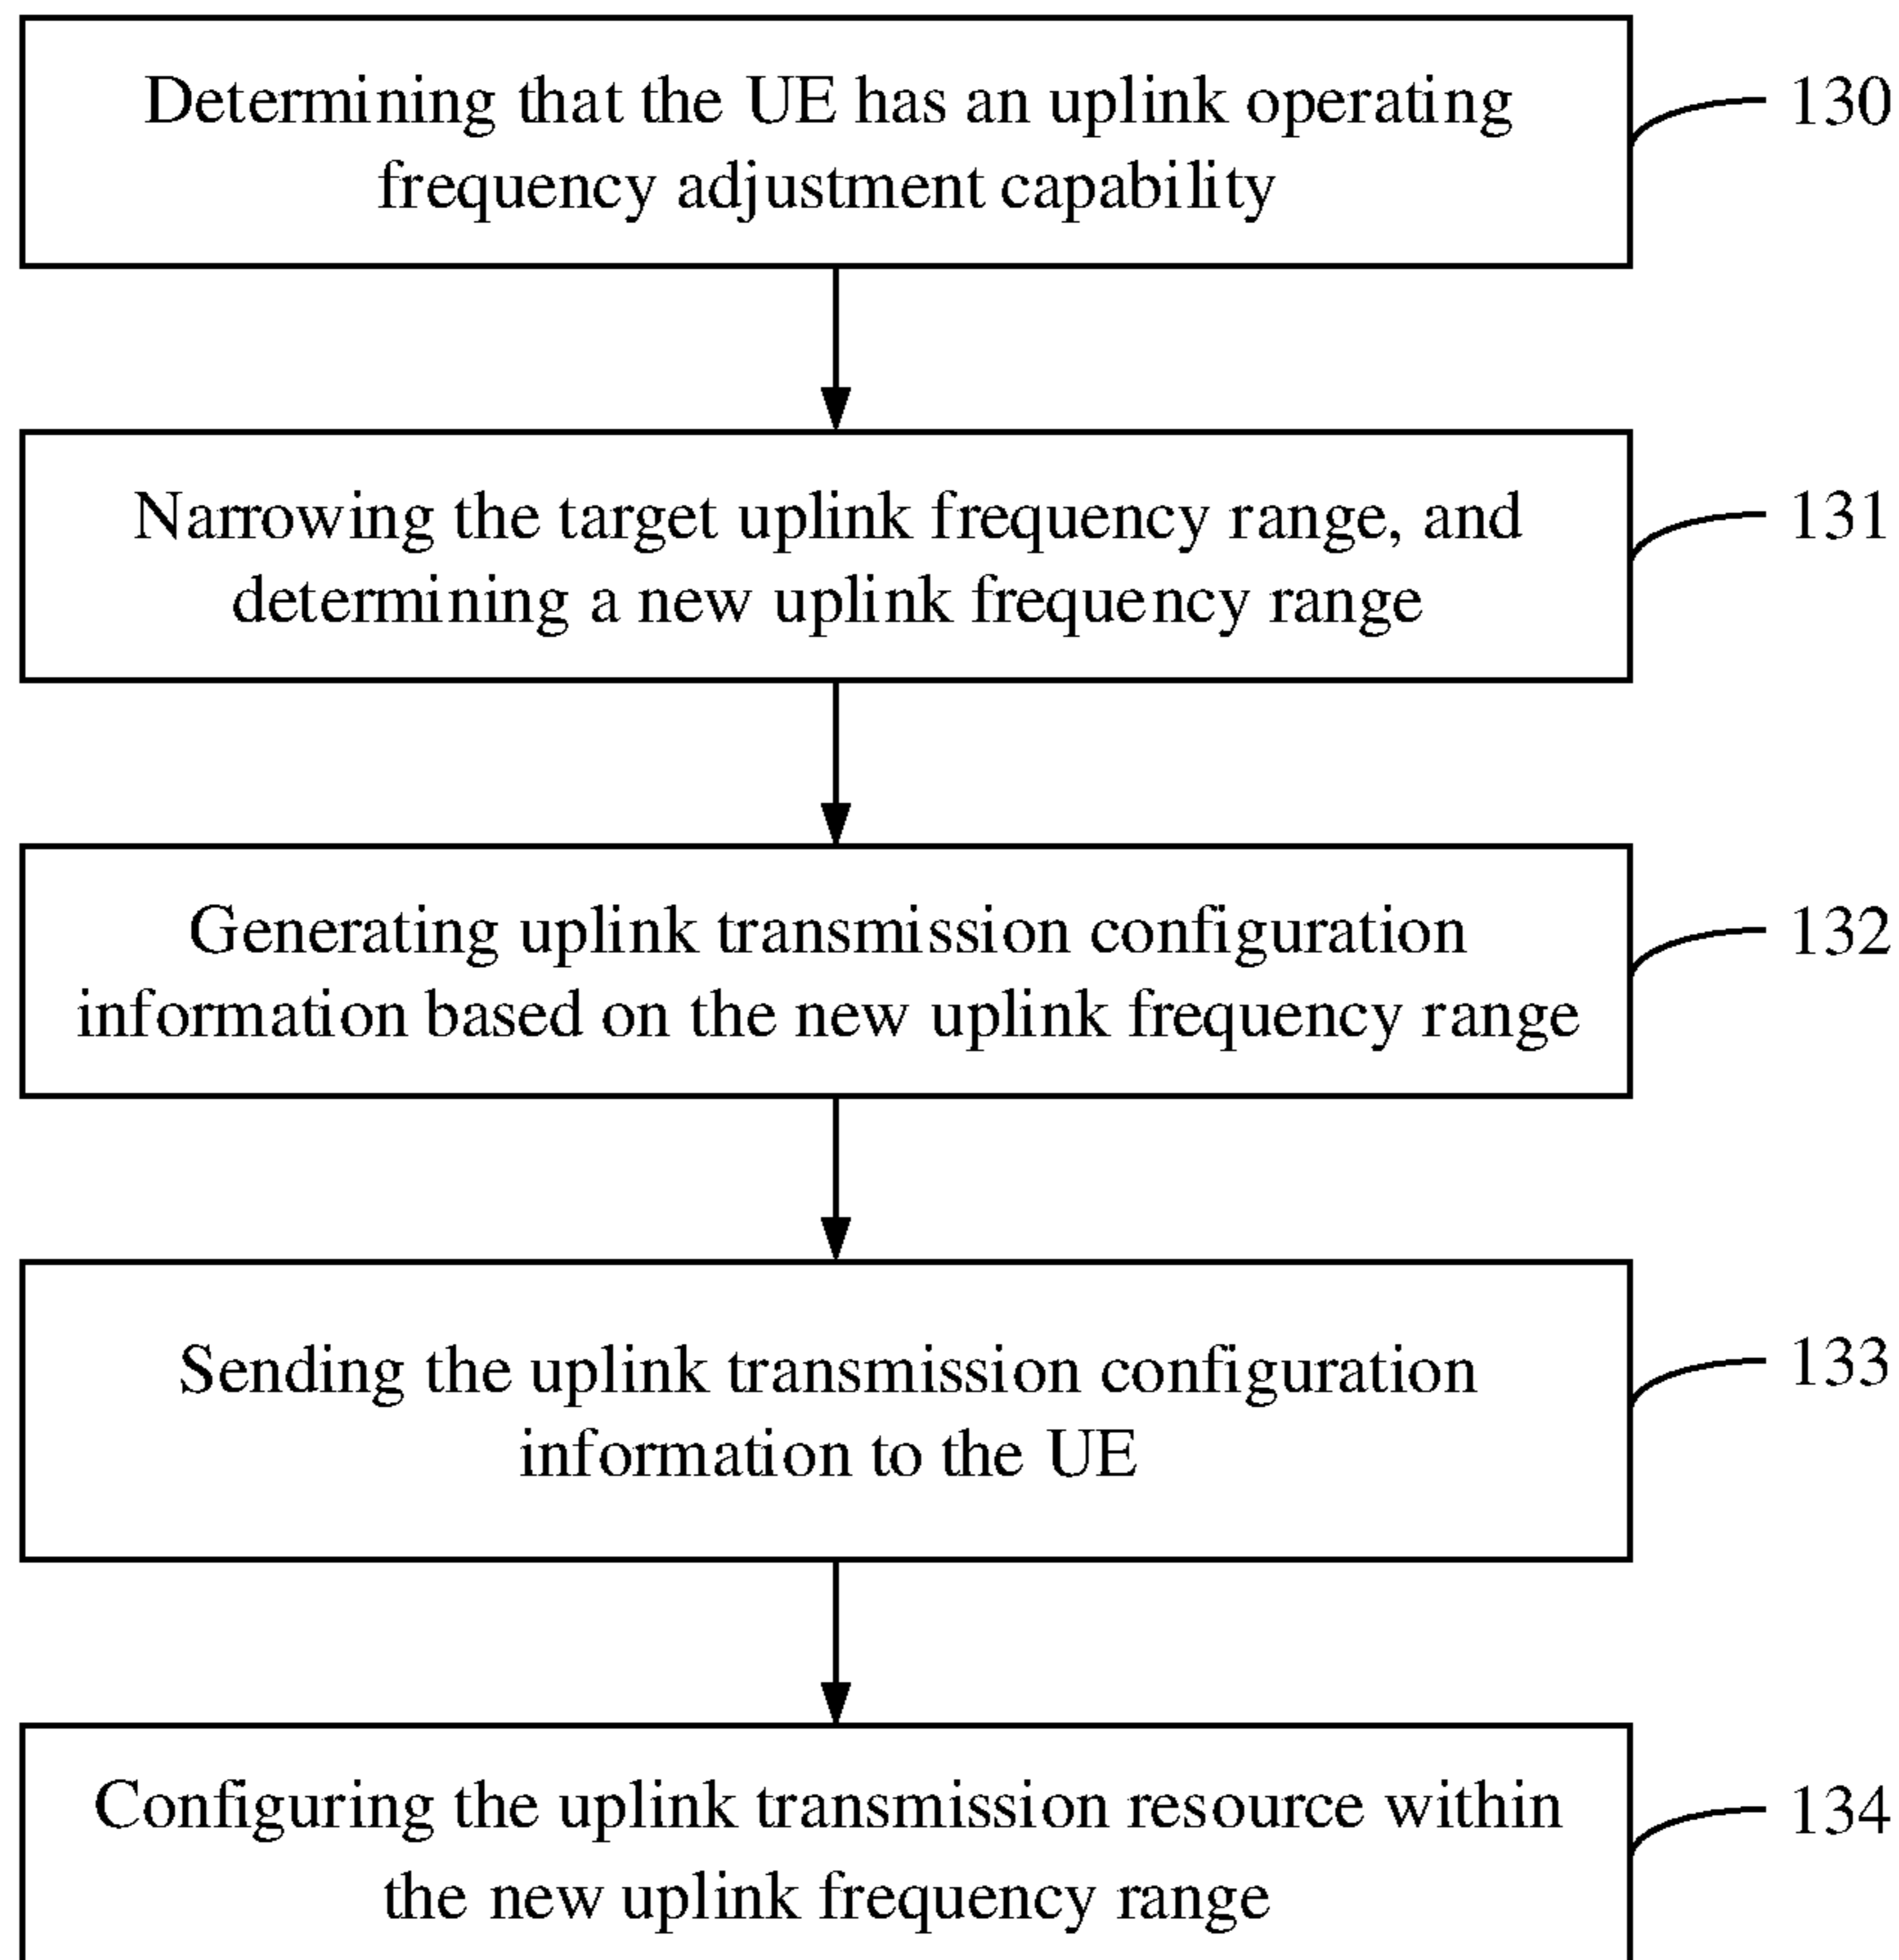 Determining that the UE has an uplink operating
frequency adjustment capability
130
Narrowing the target uplink frequency range, and
determining a new uplink frequency range
131
Generating uplink transmission configuration
information based on the new uplink frequency range
132
Sending the uplink transmission configuration
information to the UE
133
Configuring the uplink transmission resource within
the new uplink frequency range
134